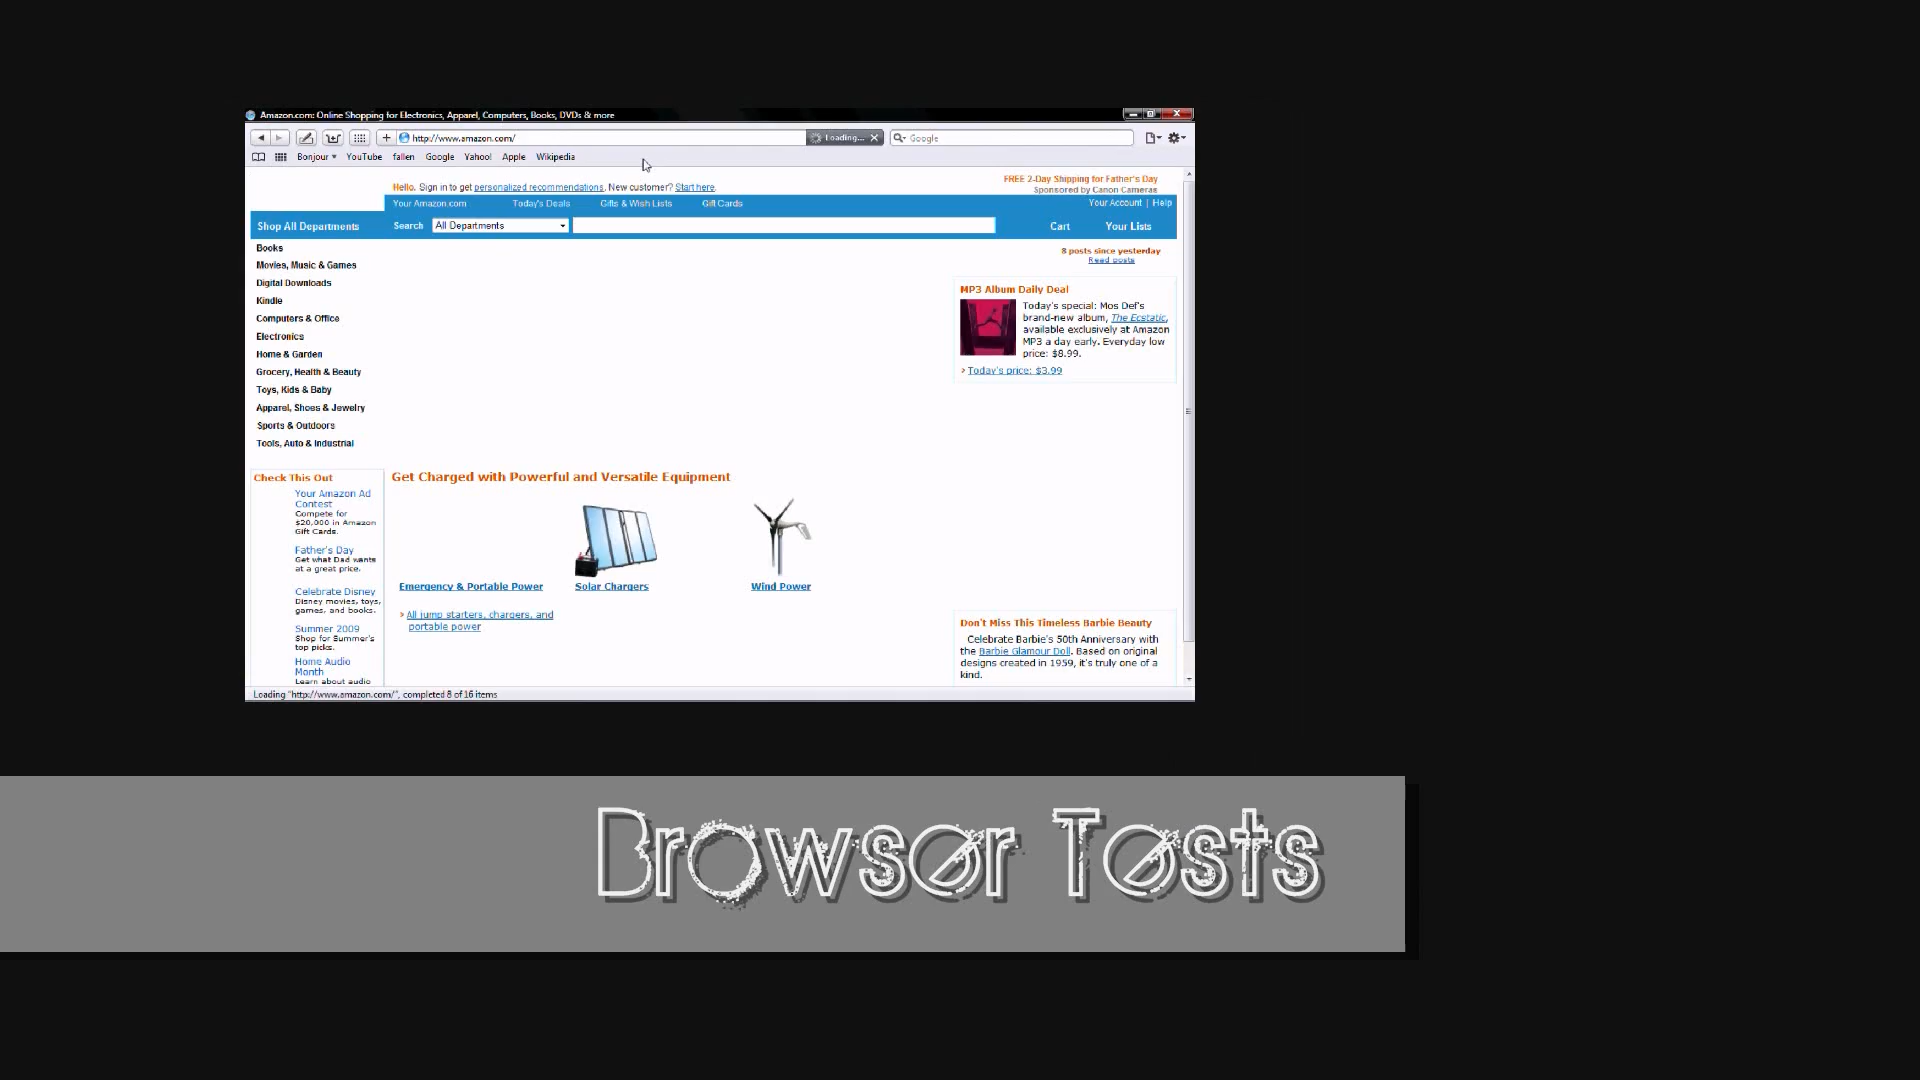 Amazon.com: Online Shopping for Electronics, Apparel, Computers, Books, DVDs & more
http://www.amazon.com/
Loading...
Google
Bonjour
YouTube
fallen
Google
Yahoo!
Apple
Wikipedia
Hello. Sign in to get personalized recommendations. New customer? Start here.
FREE 2-Day Shipping for Father's Day
Sponsored by Canon Cameras
Your Amazon.com
Today's Deals
Gifts & Wish Lists
Gift Cards
Your Account | Help
Shop All Departments
Search
All Departments
Cart
Your Lists
Books
Movies, Music & Games
Digital Downloads
Kindle
Computers & Office
Electronics
Home & Garden
Grocery, Health & Beauty
Toys, Kids & Baby
Apparel, Shoes & Jewelry
Sports & Outdoors
Tools, Auto & Industrial
8 posts since yesterday
Read posts
MP3 Album Daily Deal
Today's special: Mos Def's
brand-new album, The Ecstatic,
available exclusively at Amazon
MP3 a day early. Everyday low
price: $8.99.
Today's price: $3.99
Check This Out
Your Amazon Ad
Contest
Compete for
$20,000 in Amazon
Gift Cards.
Father's Day
Get what Dad wants
at a great price.
Celebrate Disney
Disney movies, toys,
games, and books.
Summer 2009
Shop for Summer's
top picks.
Home Audio
Month
Learn about audio
Get Charged with Powerful and Versatile Equipment
Emergency & Portable Power
Solar Chargers
Wind Power
All jump starters, chargers, and
portable power
Don't Miss This Timeless Barbie Beauty
Celebrate Barbie's 50th Anniversary with
the Barbie Glamour Doll. Based on original
designs created in 1959, it's truly one of a
kind.
Loading "http://www.amazon.com/", completed 8 of 16 items
Browser Tests